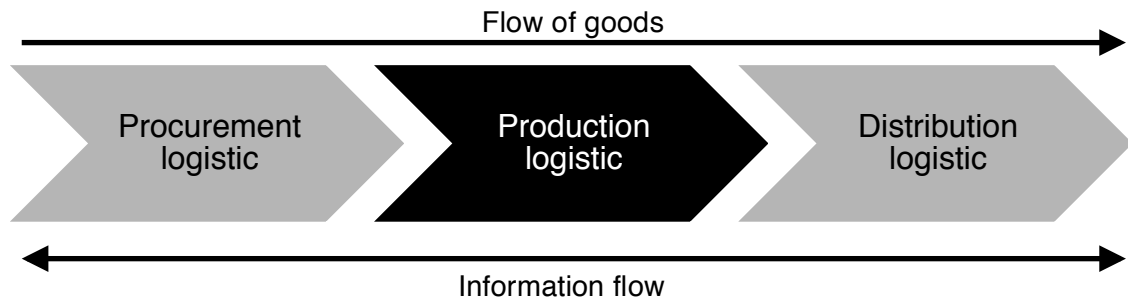 Flow of goods
Procurement
logistic
Production
logistic
Distribution
logistic
Information flow